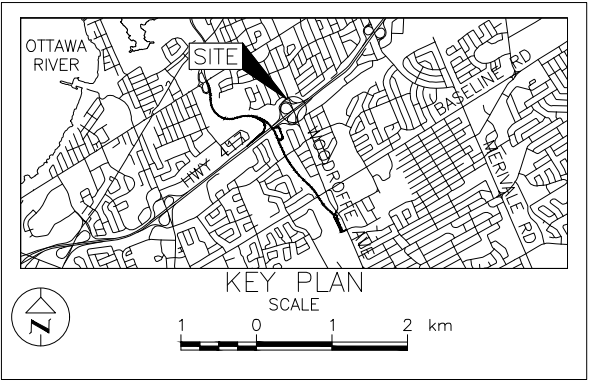 OTTAWA
RIVER
SITE
BASELINE RD
HWY 417
WOODROFFE AVE
MERIVALE RD
KEY PLAN
SCALE
1 0 1 2 km
N